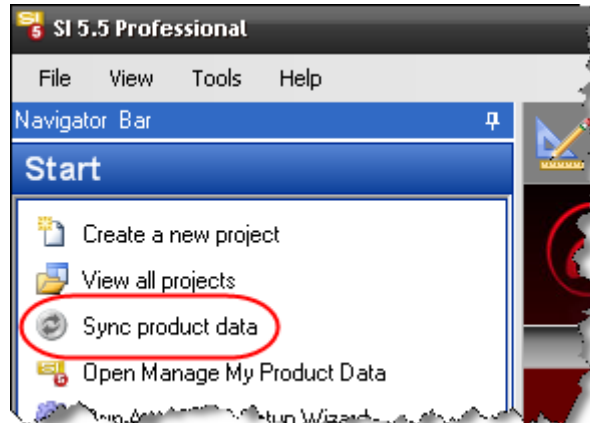 SI 5.5 Professional
File View Tools Help
Navigator Bar
Start
Create a new project
View all projects
Sync product data
Open Manage My Product Data
Wizard